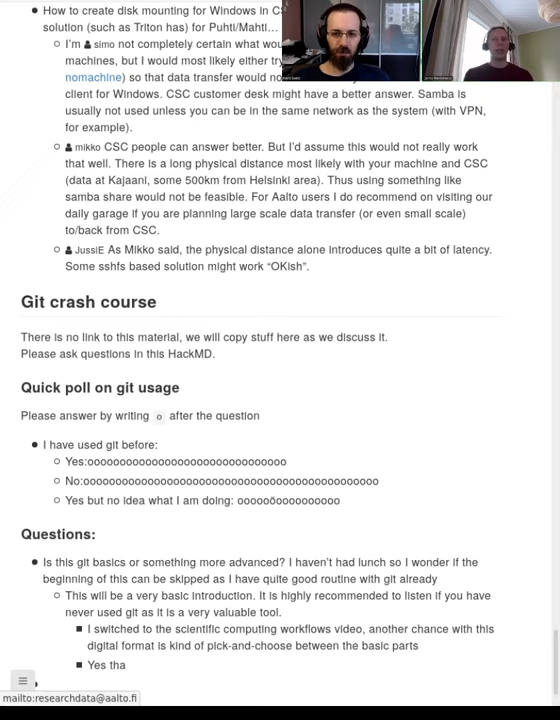 How to create disk mounting for Windows in CS
solution (such as Triton has) for Puhti/Mahti…
I'm simo not completely certain what wou
machines, but I would most likely either try
nomachine) so that data transfer would no
client for Windows. CSC customer desk might have a better answer. Samba is
usually not used unless you can be in the same network as the system (with VPN,
for example).
mikko CSC people can answer better. But I'd assume this would not really work
that well. There is a long physical distance most likely with your machine and CSC
(data at Kajaani, some 500km from Helsinki area). Thus using something like
samba share would not be feasible. For Aalto users I do recommend on visiting our
daily garage if you are planning large scale data transfer (or even small scale)
to/back from CSC.
JussiE As Mikko said, the physical distance alone introduces quite a bit of latency.
Some sshfs based solution might work “OKish”.
Git crash course
There is no link to this material, we will copy stuff here as we discuss it.
Please ask questions in this HackMD.
Quick poll on git usage
Please answer by writing o after the question
I have used git before:
Yes:ooooooooooooooooooooooooooooooooo
No:ooooooooooooooooooooooooooooooooooooooooooooooooo
Yes but no idea what I am doing: oooooöooooooooooo
Questions:
Is this git basics or something more advanced? I haven't had lunch so I wonder if the
beginning of this can be skipped as I have quite good routine with git already
This will be a very basic introduction. It is highly recommended to listen if you have
never used git as it is a very valuable tool.
I switched to the scientific computing workflows video, another chance with this
digital format is kind of pick-and-choose between the basic parts
Yes tha
mailto:researchdata@aalto.fi